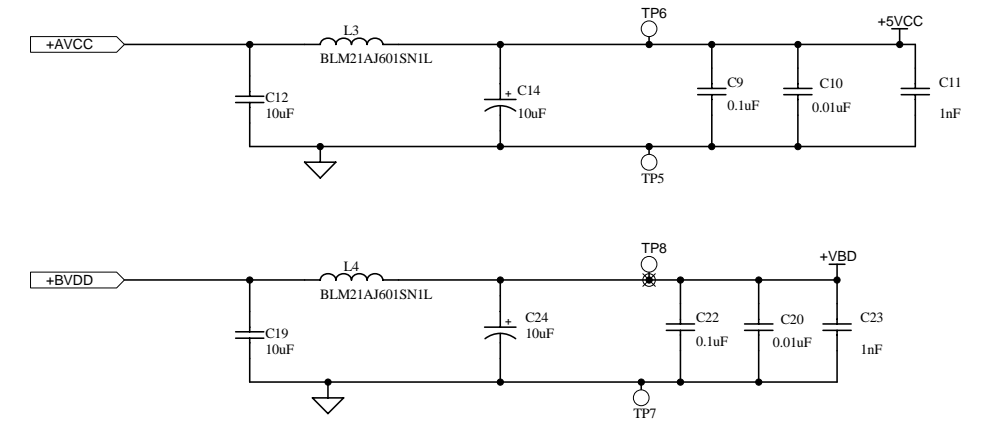 TP6
+5VCC
L3
+AVCC
BLM21AJ601SN1L
C12
10uF
+
C14
10uF
C9
0.1uF
C10
0.01uF
C11
1nF
TP5
TP8
+VBD
L4
+BVDD
BLM21AJ601SN1L
C19
10uF
+
C24
10uF
C22
0.1uF
C20
0.01uF
C23
1nF
TP7